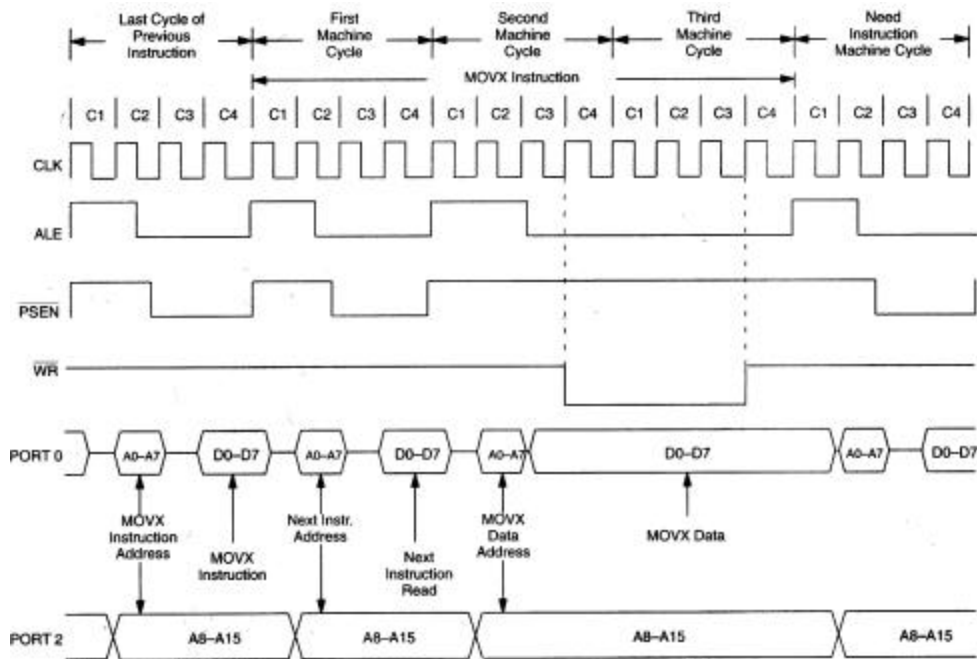 Last Cycle of
Previous
Instruction
First
Machine
Cycle
Second
Machine
Cycle
Third
Machine
Cycle
Need
Instruction
Machine Cycle
MOVX Instruction
C1 C2 C3 C4 C1 C2 C3 C4 C1 C2 C3 C4 C1 C2 C3 C4 C1 C2 C3 C4
CLK
ALE
PSEN
WR
PORT 0 A0–A7 D0–D7 A0–A7 D0–D7 A0–A7 D0–D7 A0–A7 D0–D7
MOVX
Instruction
Address
MOVX
Instruction
Next Instr.
Address
Next
Instruction
Read
MOVX
Data
Address
MOVX Data
PORT 2 A8–A15 A8–A15 A8–A15 A8–A15